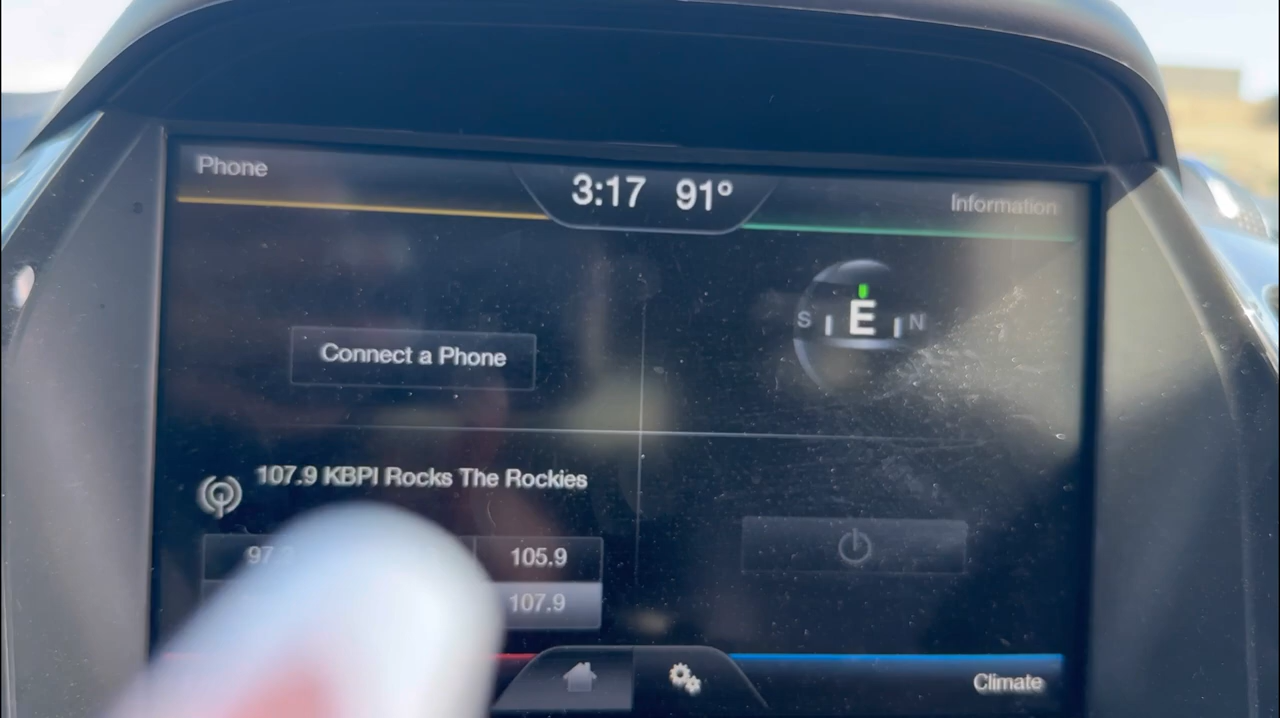 Phone
3:17 91°
Information
S E N
Connect a Phone
107.9 KBPI Rocks The Rockies
105.9
107.9
Climate